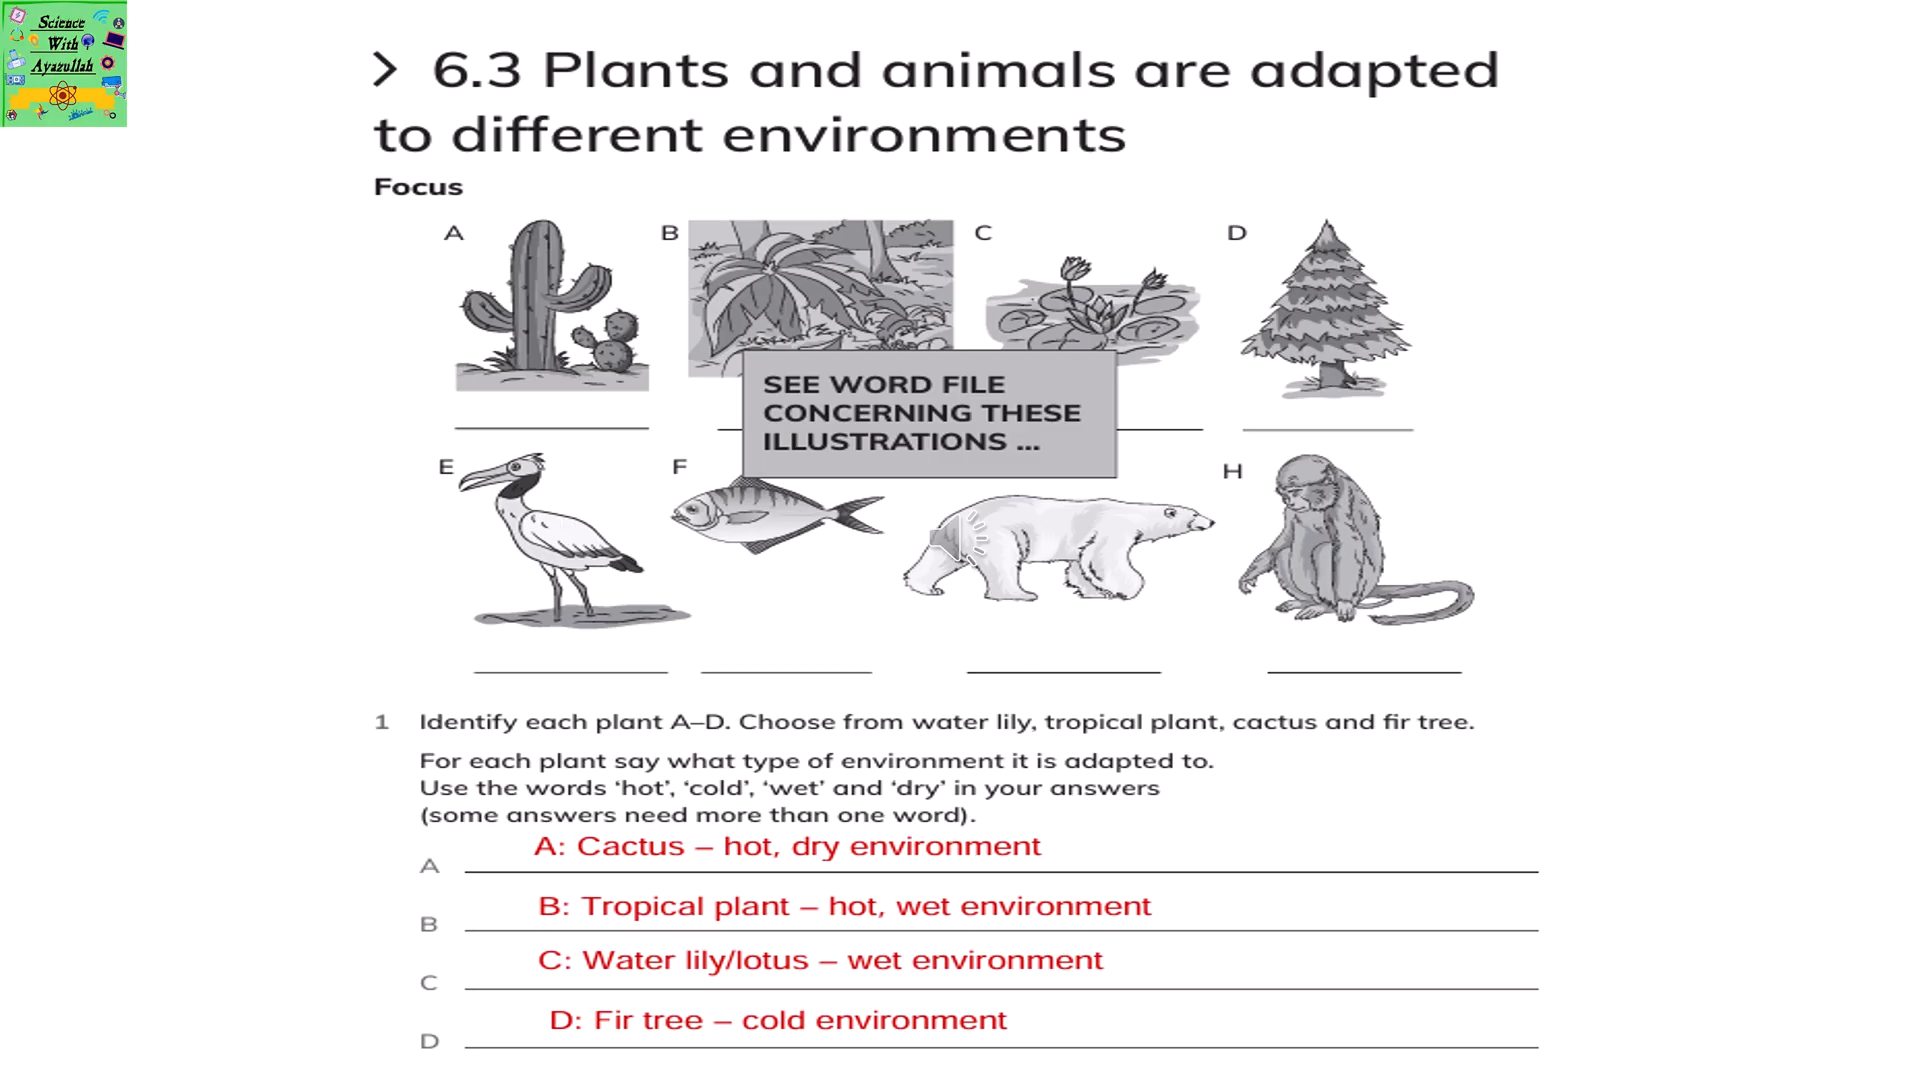 Science
With
Ayazullah
> 6.3 Plants and animals are adapted
to different environments
Focus
A
B
C
D
SEE WORD FILE
CONCERNING THESE
ILLUSTRATIONS ...
E
F
H
1 Identify each plant A–D. Choose from water lily, tropical plant, cactus and fir tree.
For each plant say what type of environment it is adapted to.
Use the words ‘hot’, ‘cold’, ‘wet’ and ‘dry’ in your answers
(some answers need more than one word).
A: Cactus – hot, dry environment
A
B: Tropical plant – hot, wet environment
B
C: Water lily/lotus – wet environment
C
D: Fir tree – cold environment
D